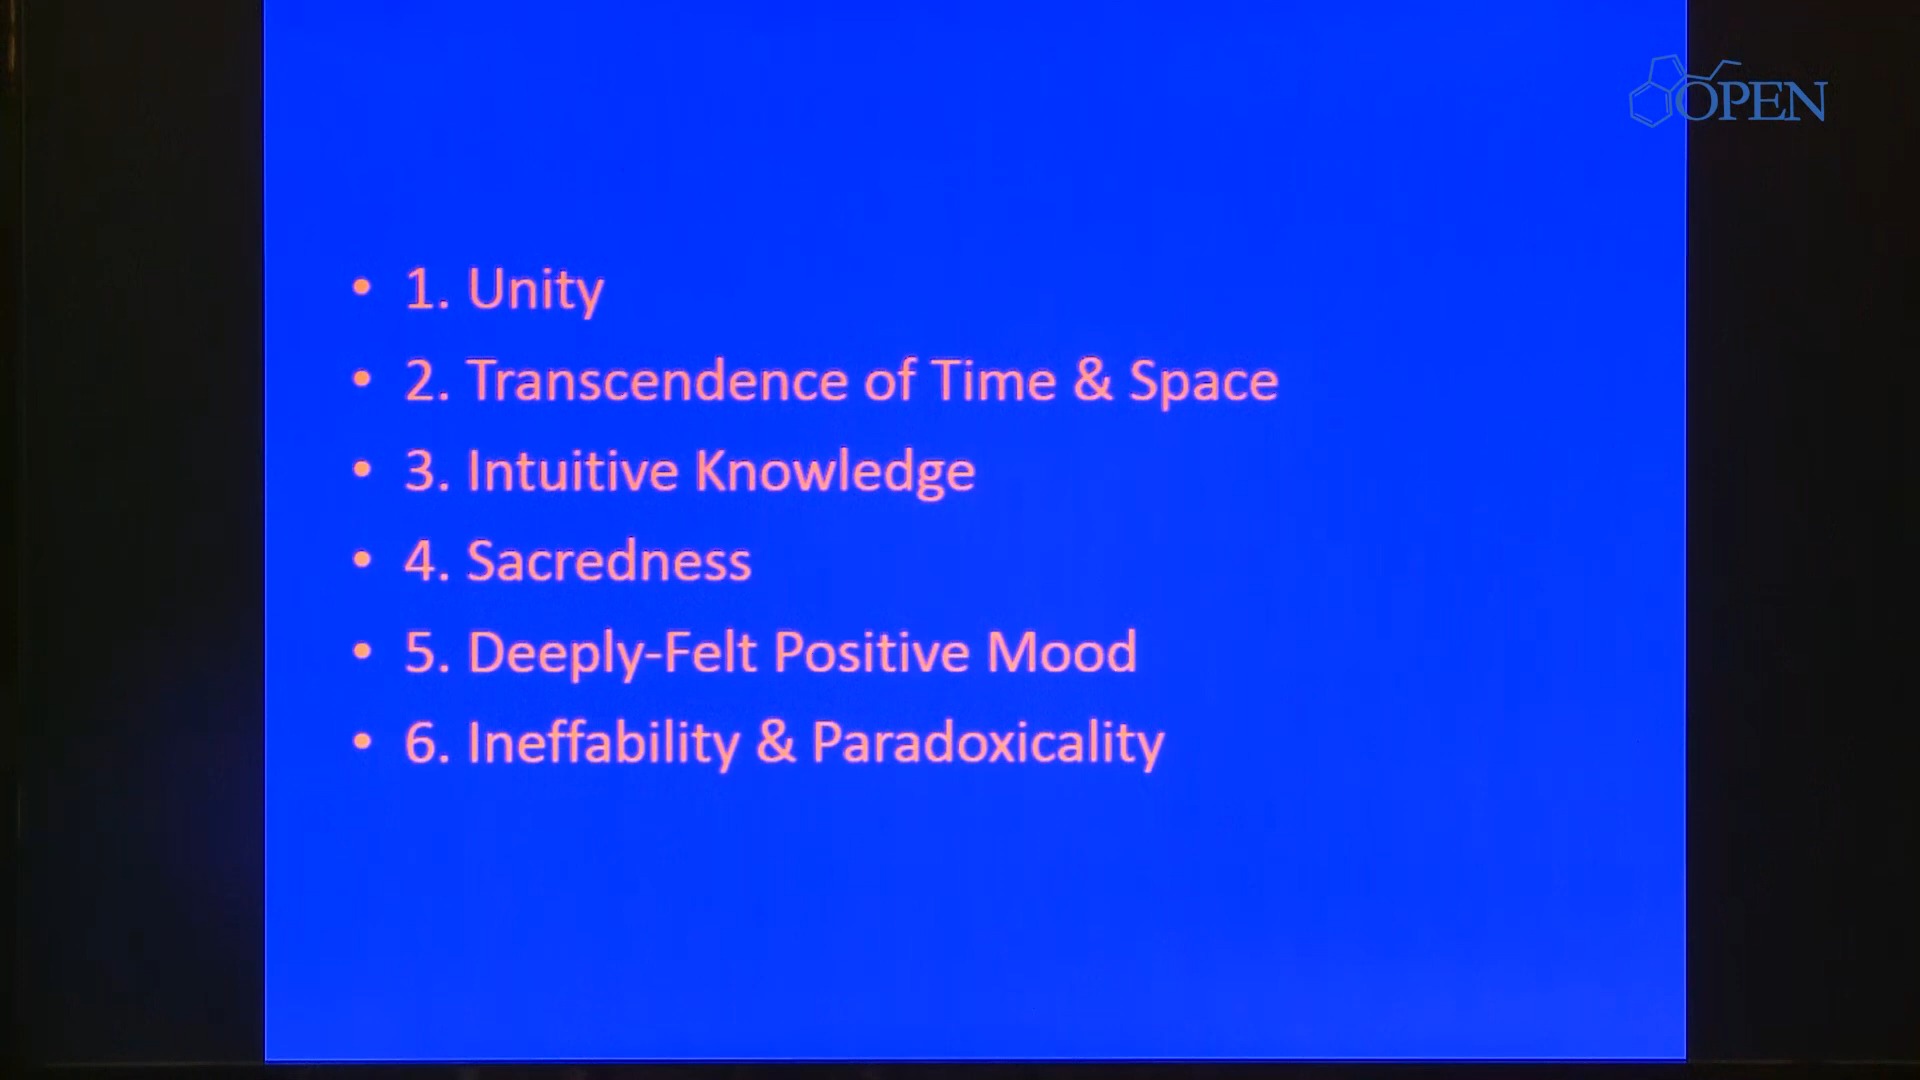 OPEN
• 1. Unity
• 2. Transcendence of Time & Space
• 3. Intuitive Knowledge
• 4. Sacredness
• 5. Deeply-Felt Positive Mood
• 6. Ineffability & Paradoxicality